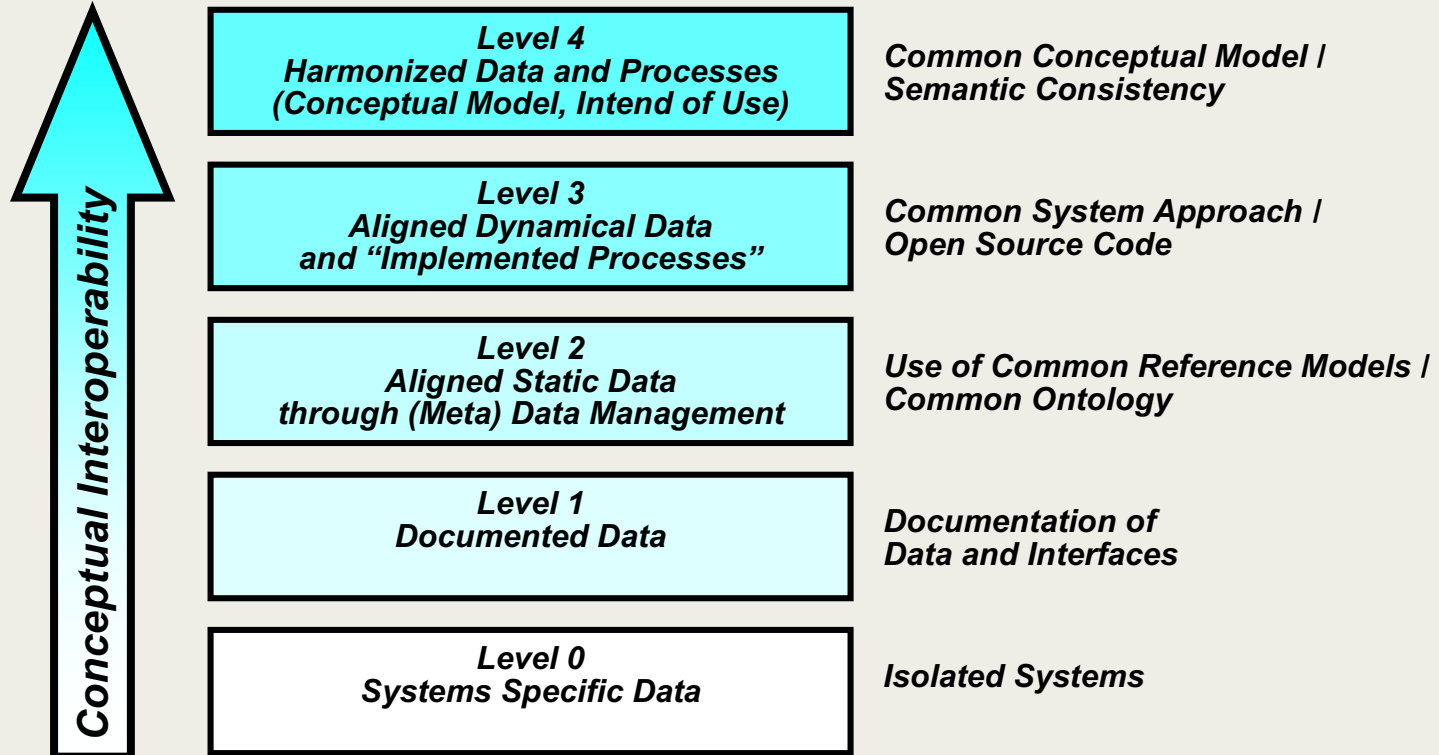 Conceptual Interoperability
Level 4
Harmonized Data and Processes
(Conceptual Model, Intend of Use)
Common Conceptual Model /
Semantic Consistency
Level 3
Aligned Dynamical Data
and “Implemented Processes”
Common System Approach /
Open Source Code
Level 2
Aligned Static Data
through (Meta) Data Management
Use of Common Reference Models /
Common Ontology
Level 1
Documented Data
Documentation of
Data and Interfaces
Level 0
Systems Specific Data
Isolated Systems